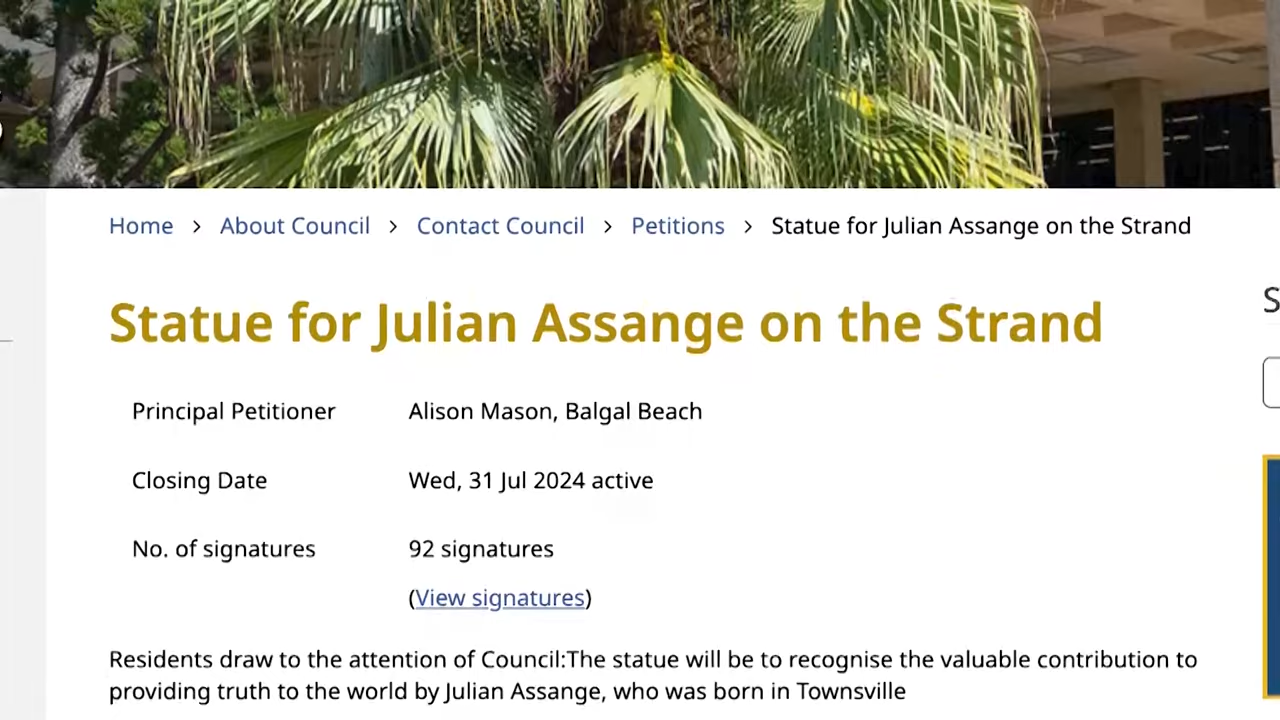 Home > About Council > Contact Council > Petitions > Statue for Julian Assange on the Strand
Statue for Julian Assange on the Strand
Principal Petitioner Alison Mason, Balgal Beach
Closing Date Wed, 31 Jul 2024 active
No. of signatures 92 signatures
(View signatures)
Residents draw to the attention of Council:The statue will be to recognise the valuable contribution to
providing truth to the world by Julian Assange, who was born in Townsville